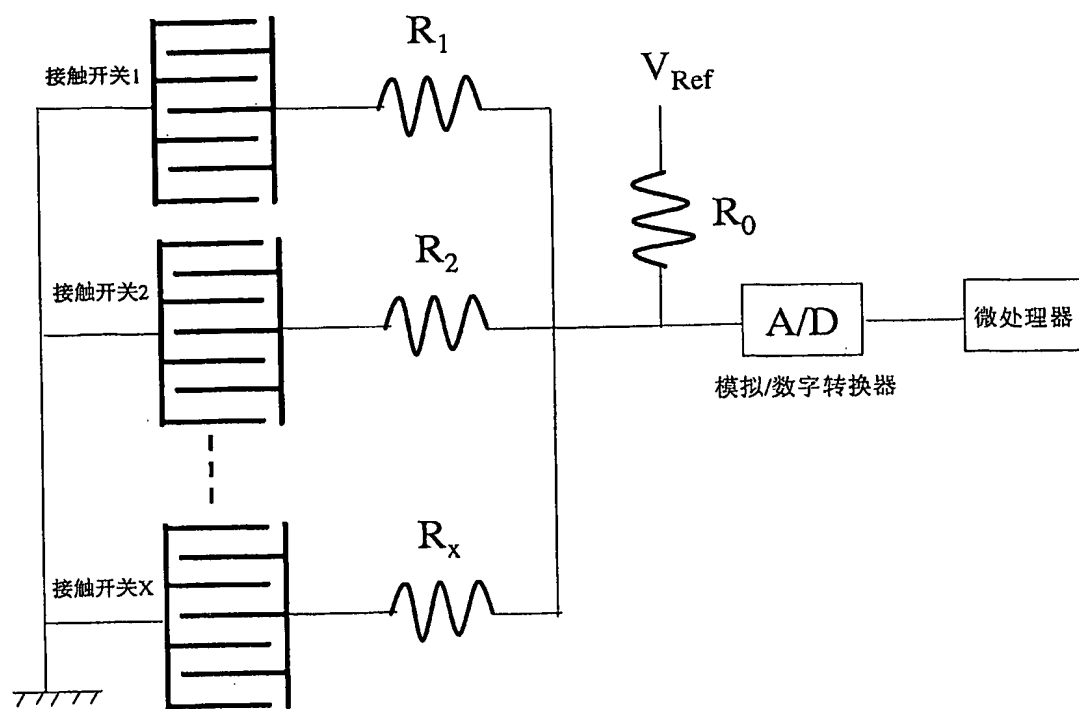 接触开关1
R1
VRef
R0
接触开关2
R2
A/D
微处理器
模拟/数字转换器
接触开关X
Rx